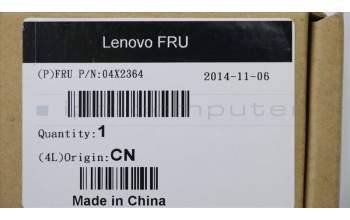 Lenovo FRU
(P)FRU P/N:04X2364 2014-11-06
Quantity:1
(4L)Origin:CN
Made in China